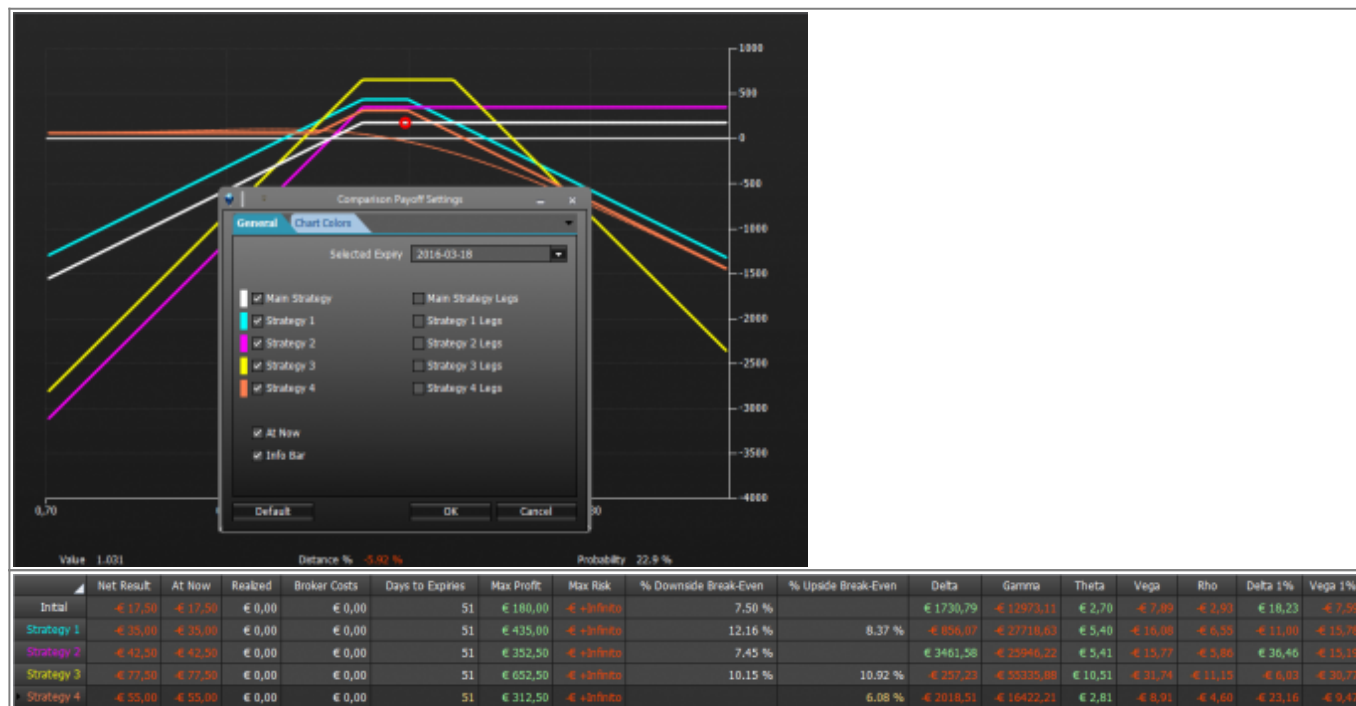 1000
500
0
-500
-1000
-1500
-2000
-2500
-3000
-3500
-4000
Comparison Payoff Settings
General Chart Colors
Selected Expiry 2016-03-18
Main Strategy Main Strategy Legs
Strategy 1 Strategy 1 Legs
Strategy 2 Strategy 2 Legs
Strategy 3 Strategy 3 Legs
Strategy 4 Strategy 4 Legs
At Now
Info Bar
Default OK Cancel
0,70
Value 1.031 Distance % -5.92 % Probability 22.9 %
Net Result At Now Realized Broker Costs Days to Expiries Max Profit Max Risk % Downside Break-Even % Upside Break-Even Delta Gamma Theta Vega Rho Delta 1% Vega 1%
Initial -€ 17,50 -€ 17,50 € 0,00 € 0,00 51 € 180,00 -€ +Infinito 7.50 % € 1730,79 -€ 12973,11 € 2,70 -€ 7,89 -€ 2,93 € 18,23 -€ 7,59
Strategy 1 -€ 35,00 -€ 35,00 € 0,00 € 0,00 51 € 435,00 -€ +Infinito 12.16 % 8.37 % -€ 856,07 -€ 27718,63 € 5,40 -€ 16,08 -€ 6,55 -€ 11,00 -€ 15,78
Strategy 2 -€ 42,50 -€ 42,50 € 0,00 € 0,00 51 € 352,50 -€ +Infinito 7.45 % € 3461,58 -€ 25946,22 € 5,41 -€ 15,77 -€ 5,86 € 36,46 -€ 15,19
Strategy 3 -€ 77,50 -€ 77,50 € 0,00 € 0,00 51 € 652,50 -€ +Infinito 10.15 % 10.92 % -€ 257,23 -€ 55335,88 € 10,51 -€ 31,74 -€ 11,15 -€ 6,03 -€ 30,77
Strategy 4 -€ 55,00 -€ 55,00 € 0,00 € 0,00 51 € 312,50 -€ +Infinito 6.08 % -€ 2018,51 -€ 16422,21 € 2,81 -€ 8,91 -€ 4,60 -€ 23,16 -€ 9,47